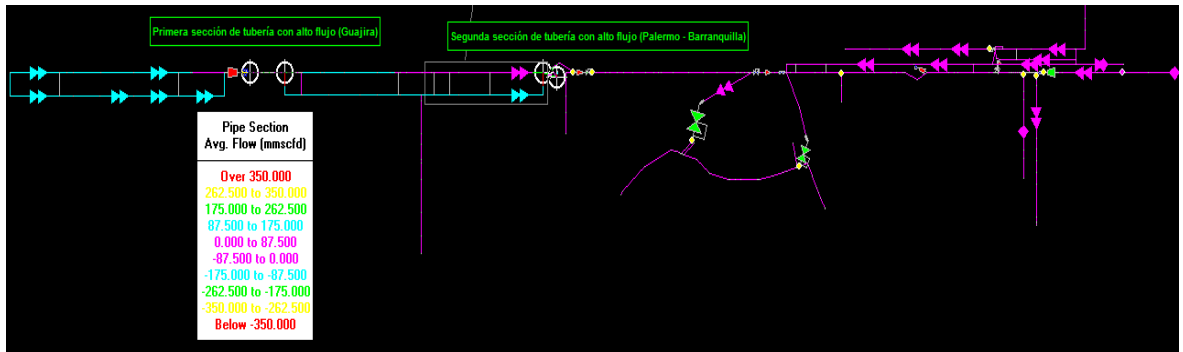 Primera sección de tubería con alto flujo (Guajira)
Segunda sección de tubería con alto flujo (Palermo - Barranquilla)
Pipe Section
Avg. Flow (mmscfd)
Over 350.000
262.500 to 350.000
175.000 to 262.500
87.500 to 175.000
0.000 to 87.500
-87.500 to 0.000
-175.000 to -87.500
-262.500 to -175.000
-350.000 to -262.500
Below -350.000